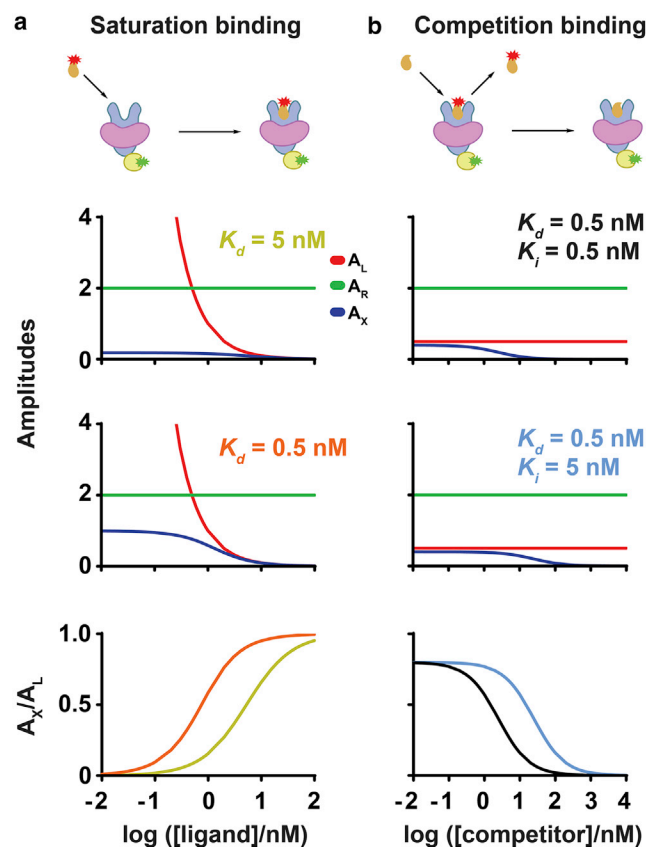 a Saturation binding
b Competition binding
4
2
0
K_d = 5 nM
A_L
A_R
A_X
K_d = 0.5 nM
K_i = 0.5 nM
Amplitudes
4
2
0
K_d = 0.5 nM
K_d = 0.5 nM
K_i = 5 nM
A_X/A_L
1.0
0.5
0
-2 -1 0 1 2
log ([ligand]/nM)
-2 -1 0 1 2 3 4
log ([competitor]/nM)